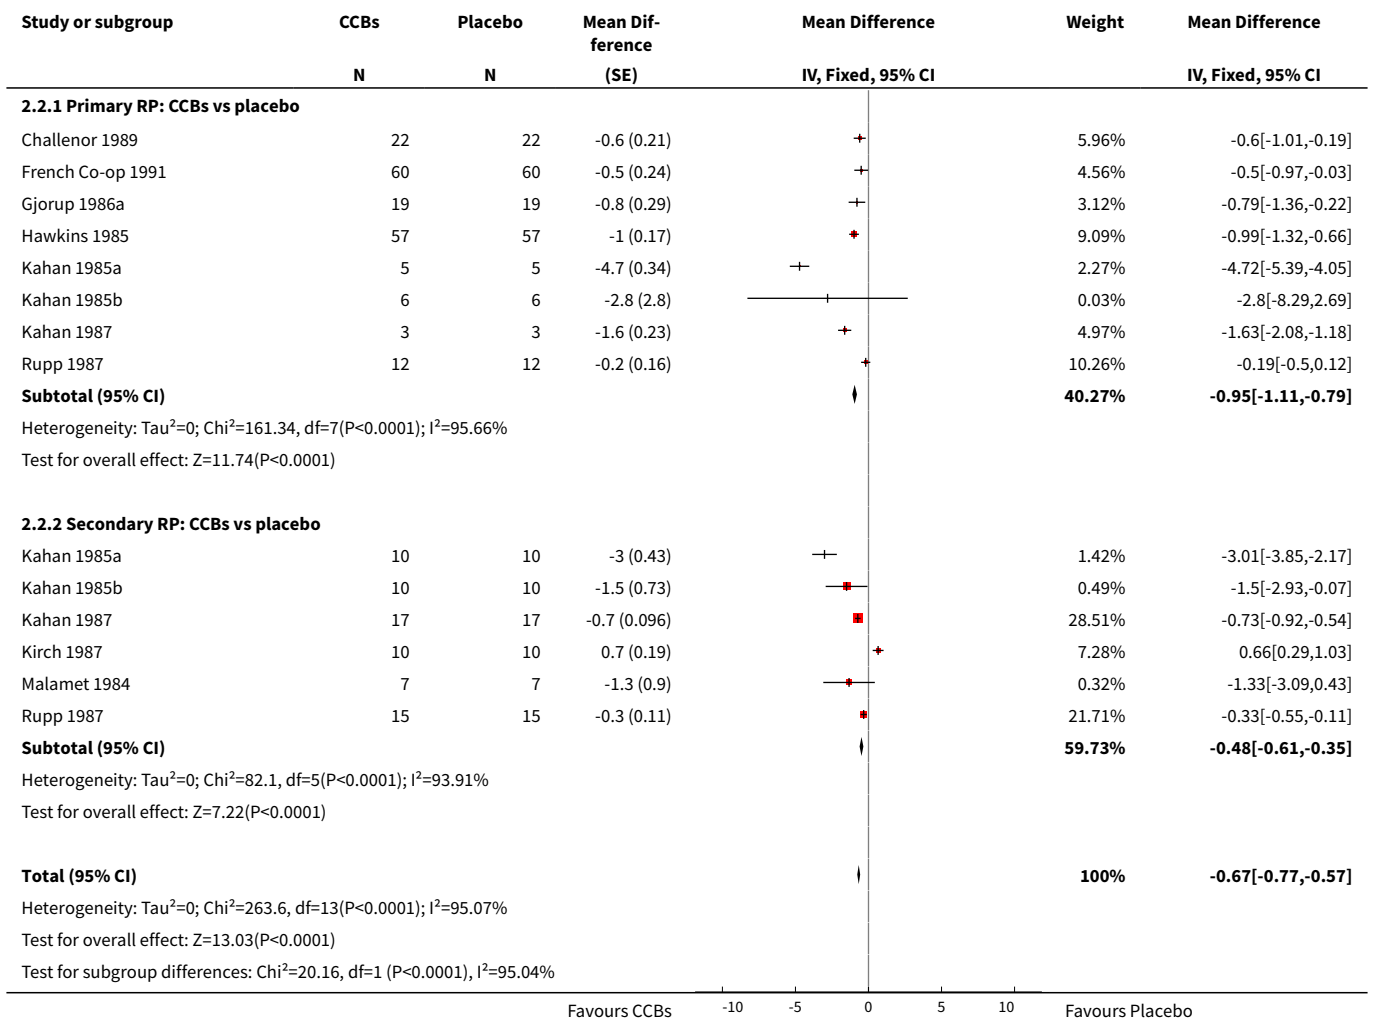 Study or subgroup CCBs Placebo Mean Dif- Mean Difference Weight Mean Difference
ference
N N (SE) IV, Fixed, 95% CI IV, Fixed, 95% CI
2.2.1 Primary RP: CCBs vs placebo
Challenor 1989 22 22 -0.6 (0.21) 5.96% -0.6[-1.01,-0.19]
French Co-op 1991 60 60 -0.5 (0.24) 4.56% -0.5[-0.97,-0.03]
Gjorup 1986a 19 19 -0.8 (0.29) 3.12% -0.79[-1.36,-0.22]
Hawkins 1985 57 57 -1 (0.17) 9.09% -0.99[-1.32,-0.66]
Kahan 1985a 5 5 -4.7 (0.34) 2.27% -4.72[-5.39,-4.05]
Kahan 1985b 6 6 -2.8 (2.8) 0.03% -2.8[-8.29,2.69]
Kahan 1987 3 3 -1.6 (0.23) 4.97% -1.63[-2.08,-1.18]
Rupp 1987 12 12 -0.2 (0.16) 10.26% -0.19[-0.5,0.12]
Subtotal (95% CI) 40.27% -0.95[-1.11,-0.79]
Heterogeneity: Tau²=0; Chi²=161.34, df=7(P<0.0001); I²=95.66%
Test for overall effect: Z=11.74(P<0.0001)
2.2.2 Secondary RP: CCBs vs placebo
Kahan 1985a 10 10 -3 (0.43) 1.42% -3.01[-3.85,-2.17]
Kahan 1985b 10 10 -1.5 (0.73) 0.49% -1.5[-2.93,-0.07]
Kahan 1987 17 17 -0.7 (0.096) 28.51% -0.73[-0.92,-0.54]
Kirch 1987 10 10 0.7 (0.19) 7.28% 0.66[0.29,1.03]
Malamet 1984 7 7 -1.3 (0.9) 0.32% -1.33[-3.09,0.43]
Rupp 1987 15 15 -0.3 (0.11) 21.71% -0.33[-0.55,-0.11]
Subtotal (95% CI) 59.73% -0.48[-0.61,-0.35]
Heterogeneity: Tau²=0; Chi²=82.1, df=5(P<0.0001); I²=93.91%
Test for overall effect: Z=7.22(P<0.0001)
Total (95% CI) 100% -0.67[-0.77,-0.57]
Heterogeneity: Tau²=0; Chi²=263.6, df=13(P<0.0001); I²=95.07%
Test for overall effect: Z=13.03(P<0.0001)
Test for subgroup differences: Chi²=20.16, df=1 (P<0.0001), I²=95.04%
Favours CCBs -10 -5 0 5 10 Favours Placebo